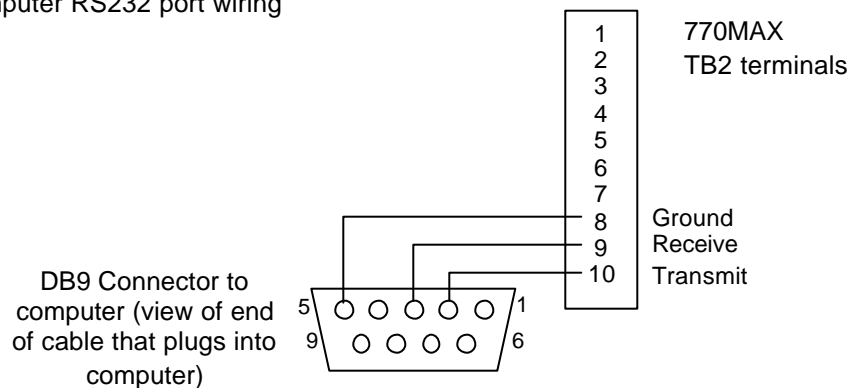 RS232 port wiring
1
2
3
4
5
6
7
8
9
10
770MAX
TB2 terminals
Ground
Receive
Transmit
DB9 Connector to
computer (view of end
of cable that plugs into
computer)
5
1
9
6